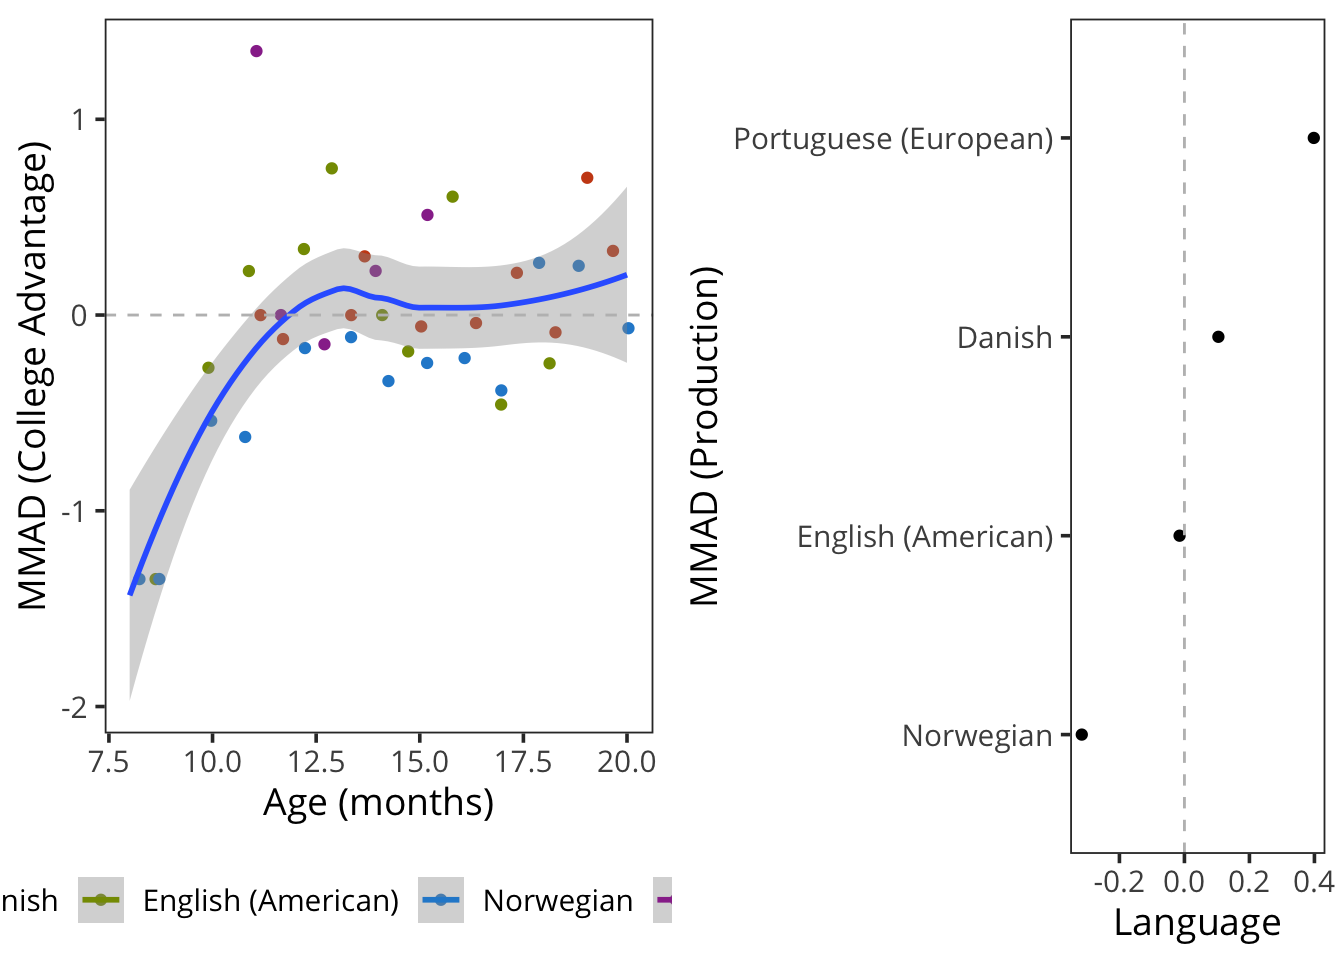 MMAD (College Advantage)
1
0
-1
-2
7.5 10.0 12.5 15.0 17.5 20.0
Age (months)
nish English (American) Norwegian
MMAD (Production)
Portuguese (European)
Danish
English (American)
Norwegian
-0.2 0.0 0.2 0.4
Language